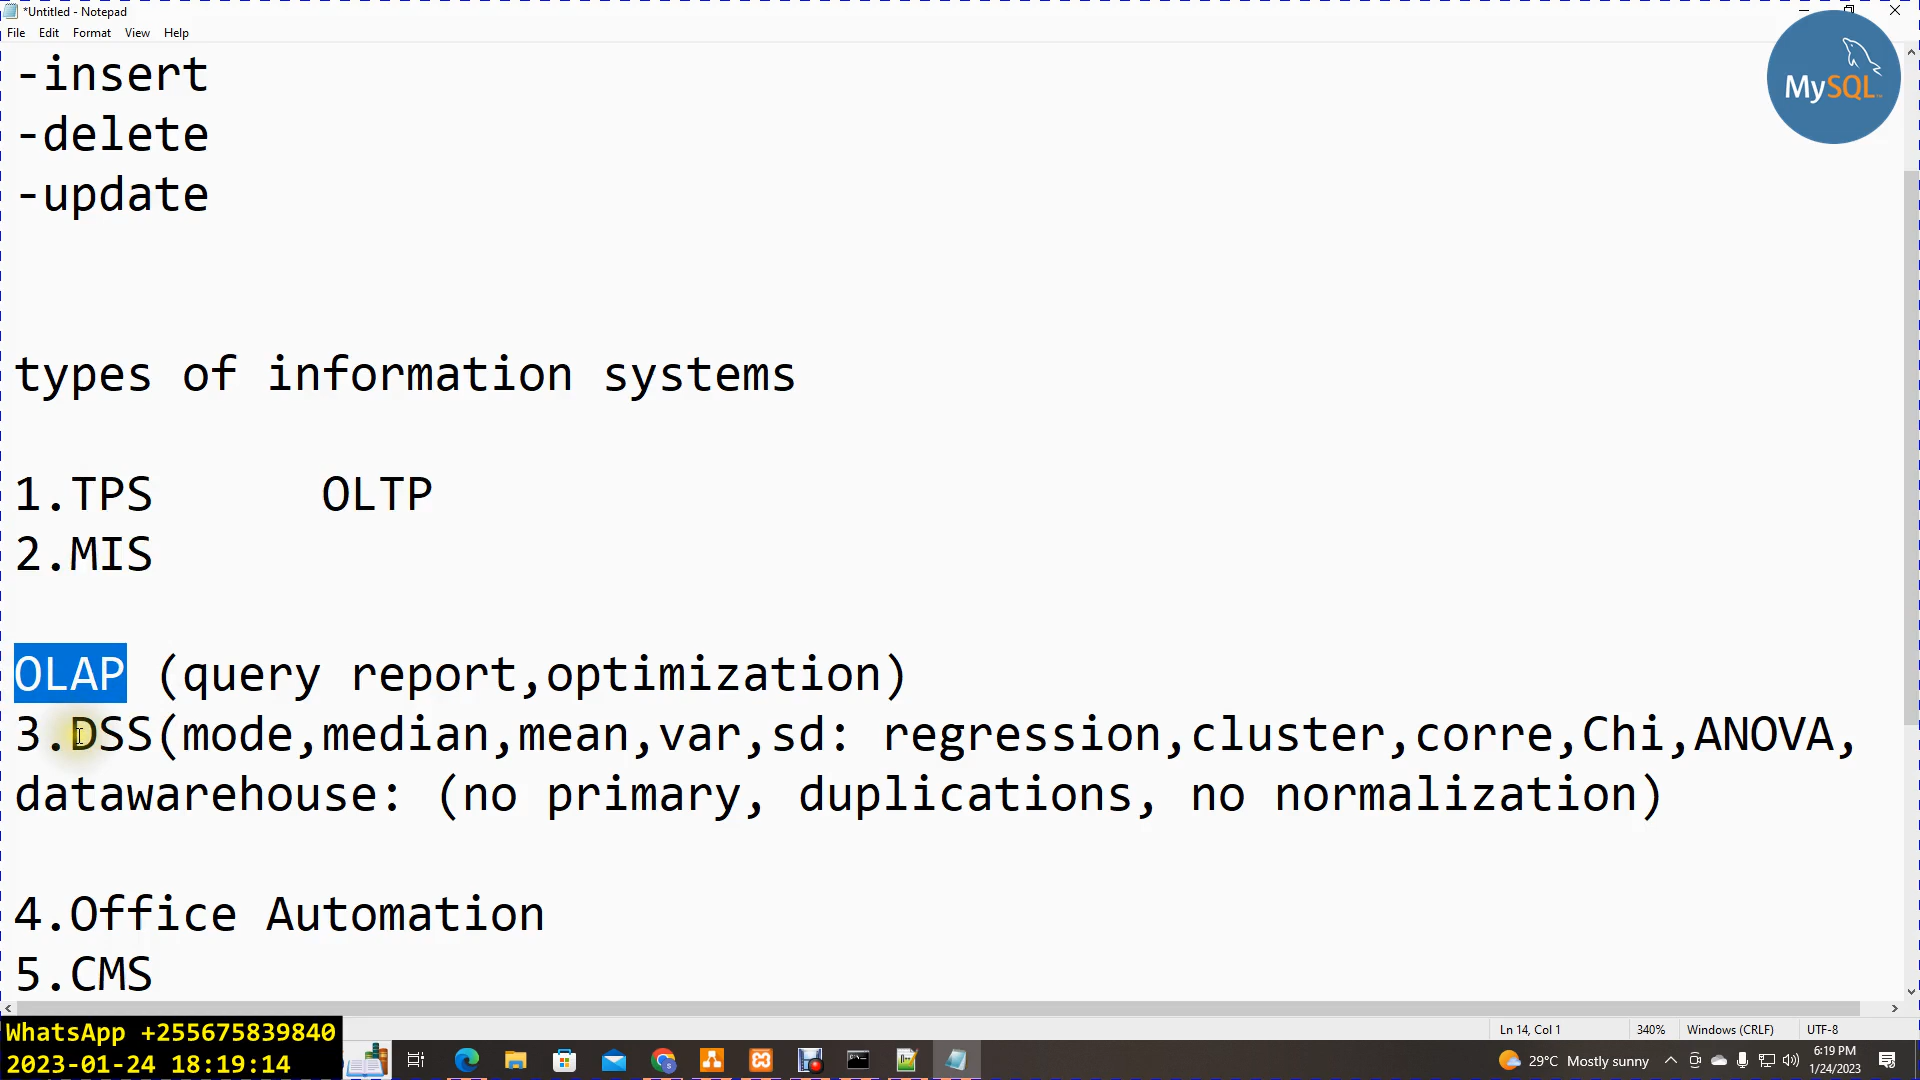 *Untitled - Notepad
File Edit Format View Help
MySQL
-insert
-delete
-update
types of information systems
1.TPS OLTP
2.MIS
OLAP (query report,optimization)
3.DSS(mode,median,mean,var,sd: regression,cluster,corre,Chi,ANOVA,
datawarehouse: (no primary, duplications, no normalization)
4.Office Automation
5.CMS
Ln 14, Col 1 340% Windows (CRLF) UTF-8
WhatsApp +255675839840
2023-01-24 18:19:14
29°C Mostly sunny
6:19 PM
1/24/2023